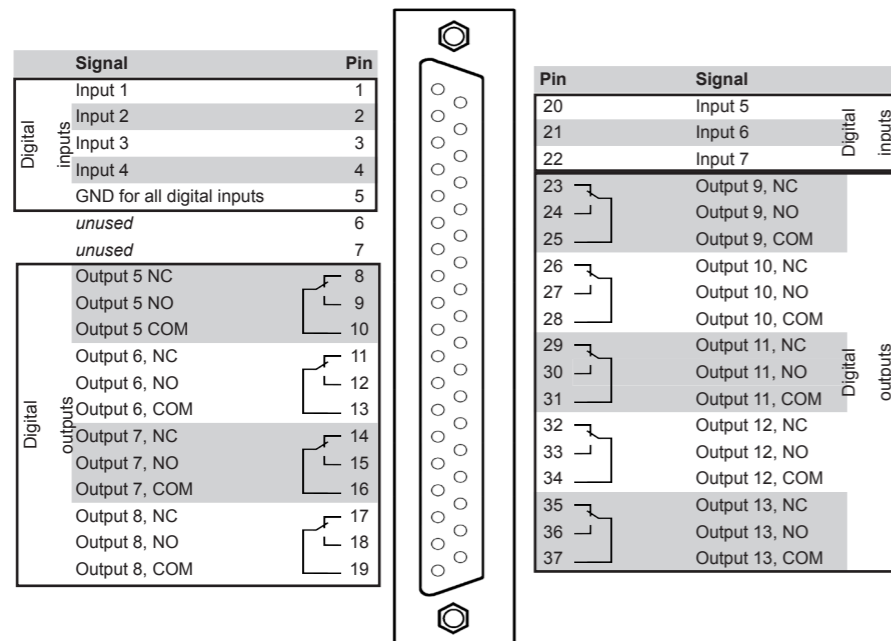 Signal Pin
Digital inputs
Input 1 1
Input 2 2
Input 3 3
Input 4 4
GND for all digital inputs 5
unused 6
unused 7
Digital outputs
Output 5 NC 8
Output 5 NO 9
Output 5 COM 10
Output 6, NC 11
Output 6, NO 12
Output 6, COM 13
Output 7, NC 14
Output 7, NO 15
Output 7, COM 16
Output 8, NC 17
Output 8, NO 18
Output 8, COM 19
Pin Signal
20 Input 5
21 Input 6
22 Input 7
Digital inputs
23 Output 9, NC
24 Output 9, NO
25 Output 9, COM
26 Output 10, NC
27 Output 10, NO
28 Output 10, COM
29 Output 11, NC
30 Output 11, NO
31 Output 11, COM
32 Output 12, NC
33 Output 12, NO
34 Output 12, COM
35 Output 13, NC
36 Output 13, NO
37 Output 13, COM
Digital outputs